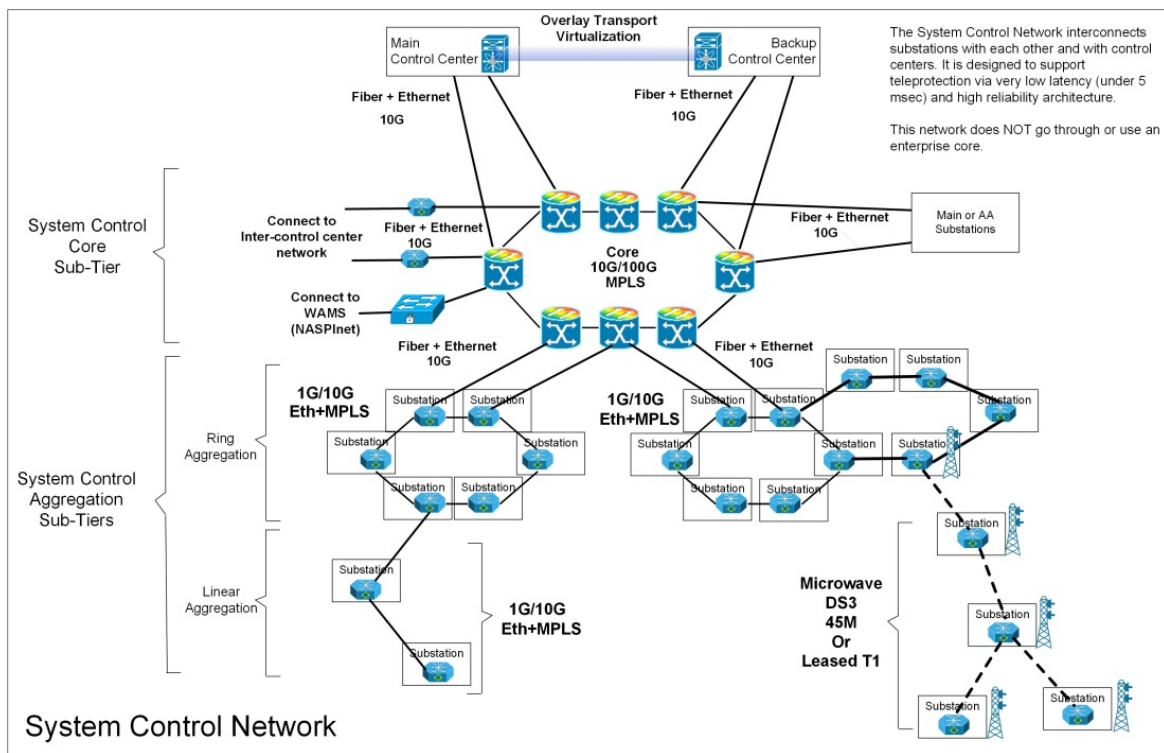 Overlay Transport
Virtualization
Main
Control Center
Backup
Control Center
The System Control Network interconnects
substations with each other and with control
centers. It is designed to support
teleprotection via very low latency (under 5
msec) and high reliability architecture.
This network does NOT go through or use an
enterprise core.
Fiber + Ethernet
10G
Fiber + Ethernet
10G
System Control
Core
Sub-Tier
Connect to
Inter-control center
network
Fiber + Ethernet
10G
Core
10G/100G
MPLS
Fiber + Ethernet
10G
Main or AA
Substations
Connect to
WAMS
(NASPInet)
Fiber + Ethernet
10G
Fiber + Ethernet
10G
System Control
Aggregation
Sub-Tiers
Ring
Aggregation
1G/10G
Eth+MPLS
Substation
Substation
Substation
Substation
Substation
Substation
1G/10G
Eth+MPLS
Substation
Substation
Substation
Substation
Substation
Substation
Substation
Substation
Substation
Substation
Linear
Aggregation
Substation
Substation
1G/10G
Eth+MPLS
Microwave
DS3
45M
Or
Leased T1
Substation
Substation
Substation
Substation
System Control Network